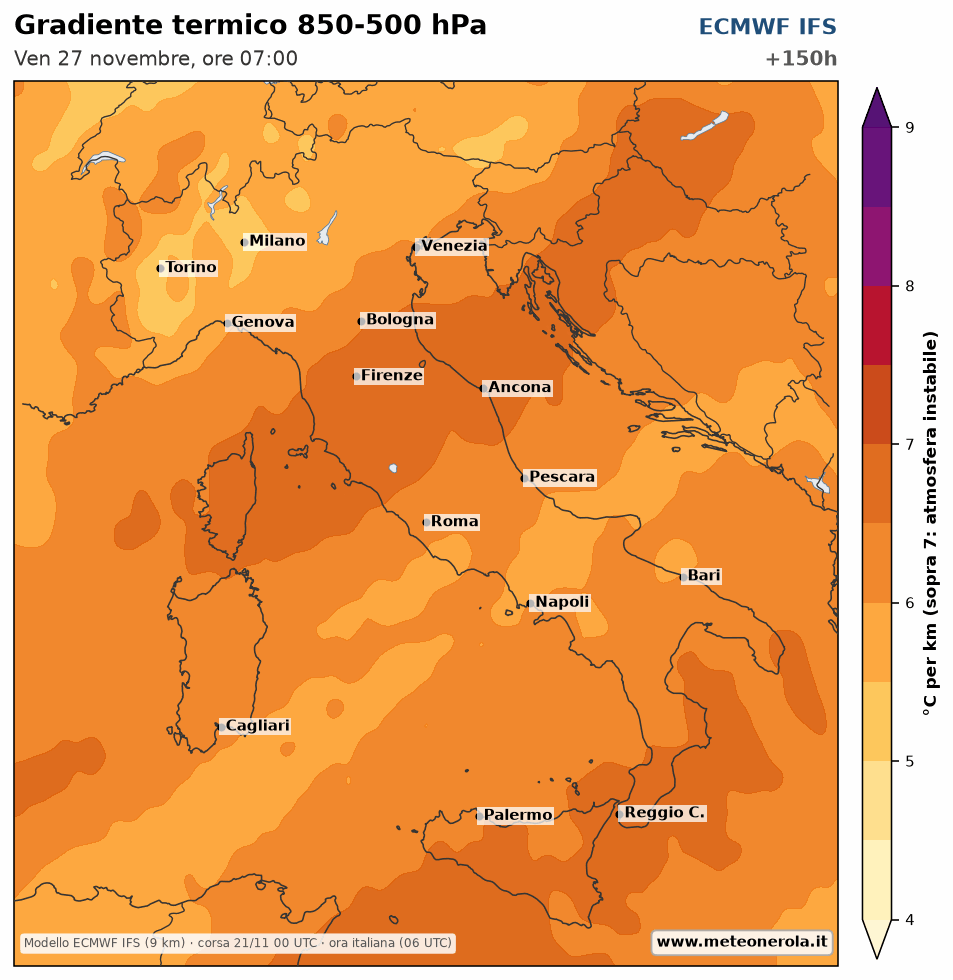 Gradiente termico 850-500 hPa
ECMWF IFS
Ven 27 novembre, ore 07:00
+150h
Milano
Torino
Venezia
Genova
Bologna
Firenze
Ancona
Pescara
Roma
Bari
Napoli
Cagliari
Palermo
Reggio C.
9
8
7
6
5
4
°C per km (sopra 7: atmosfera instabile)
Modello ECMWF IFS (9 km) · corsa 21/11 00 UTC · ora italiana (06 UTC)
www.meteonerola.it